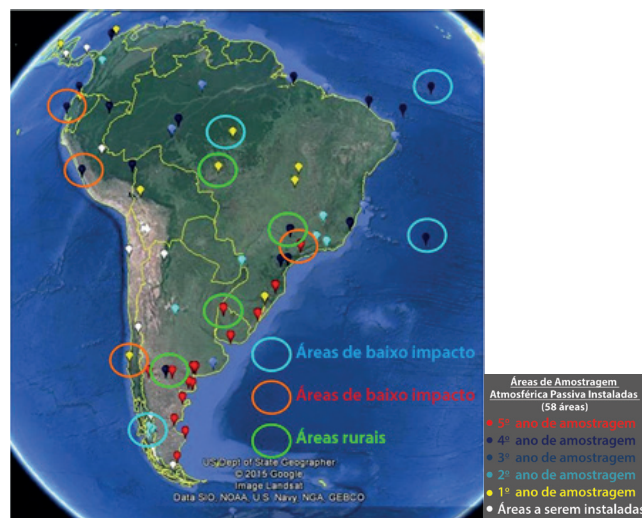 Áreas de baixo impacto
Áreas de baixo impacto
Áreas rurais
US Dept of State Geographer
© 2015 Google
Image Landsat
Data SIO, NOAA, U.S. Navy, NGA, GEBCO
Áreas de Amostragem
Atmosférica Passiva Instaladas
(58 áreas)
5º ano de amostragem
4º ano de amostragem
3º ano de amostragem
2º ano de amostragem
1º ano de amostragem
Áreas a serem instalada